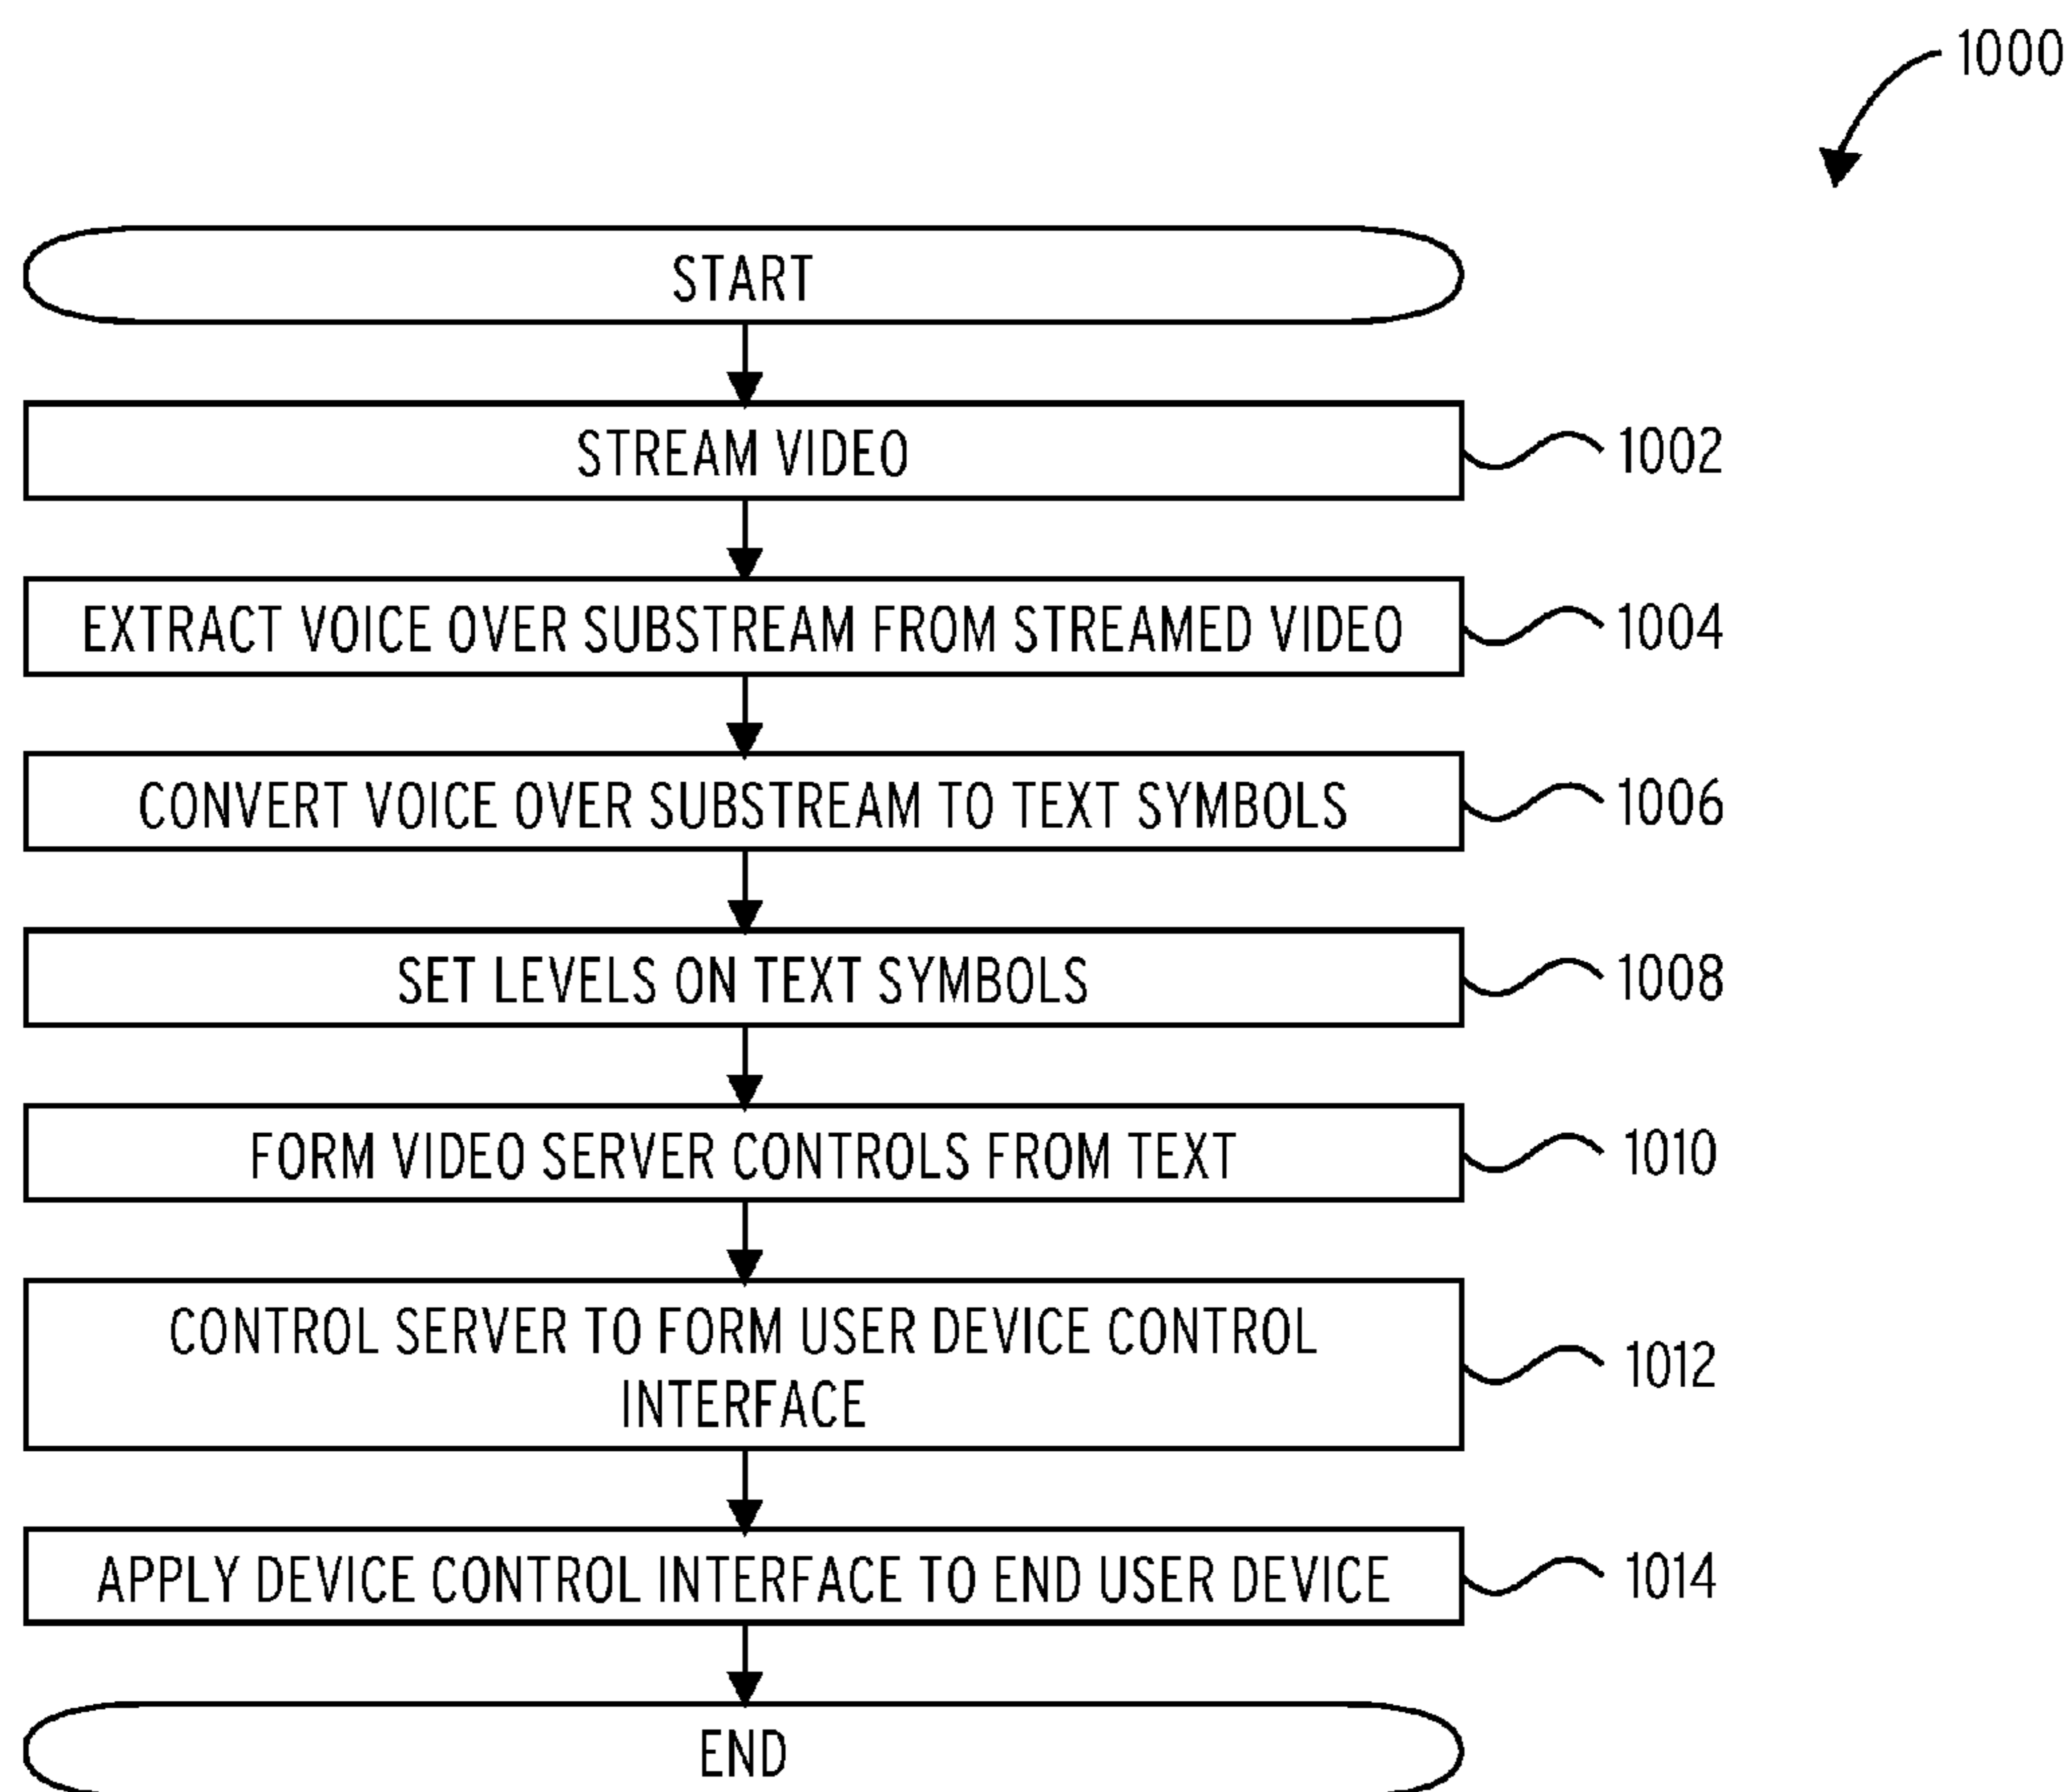 1000
START
STREAM VIDEO
1002
EXTRACT VOICE OVER SUBSTREAM FROM STREAMED VIDEO
1004
CONVERT VOICE OVER SUBSTREAM TO TEXT SYMBOLS
1006
SET LEVELS ON TEXT SYMBOLS
1008
FORM VIDEO SERVER CONTROLS FROM TEXT
1010
CONTROL SERVER TO FORM USER DEVICE CONTROL
INTERFACE
1012
APPLY DEVICE CONTROL INTERFACE TO END USER DEVICE
1014
END